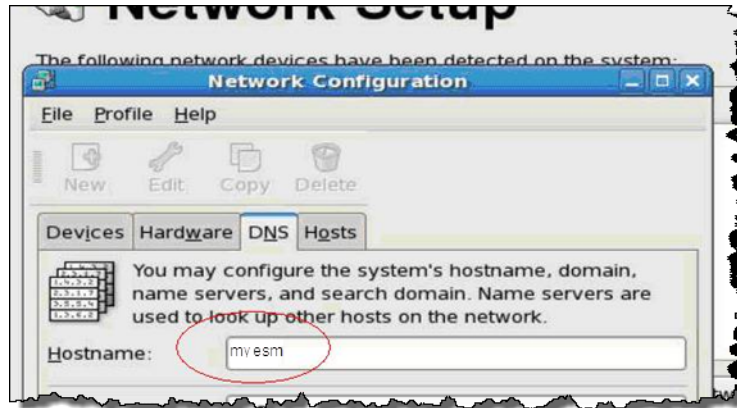 Network Setup
The following network devices have been detected on the system:
Network Configuration
File Profile Help
New Edit Copy Delete
Devices Hardware DNS Hosts
You may configure the system's hostname, domain,
name servers, and search domain. Name servers are
used to look up other hosts on the network.
Hostname: myesm